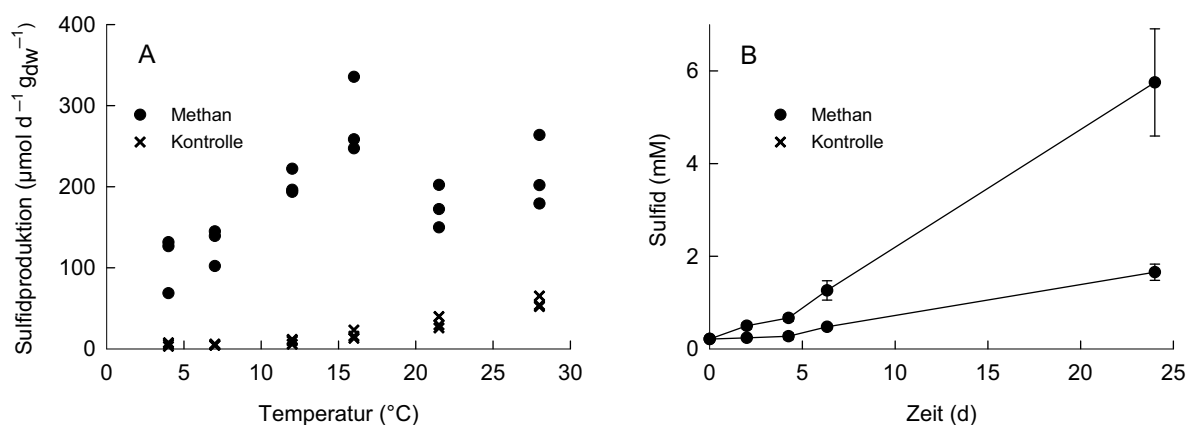 A
Methan
Kontrolle
400
300
200
100
0
Sulfidproduktion (µmol d⁻¹ g_dw⁻¹)
0 5 10 15 20 25 30
Temperatur (°C)
B
Methan
Kontrolle
6
4
2
0
Sulfid (mM)
0 5 10 15 20 25
Zeit (d)